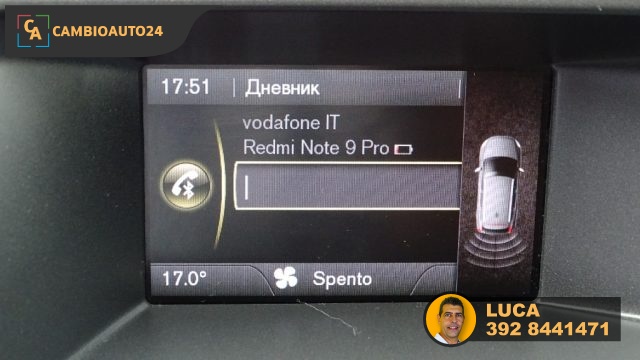 CA CAMBIOAUTO24
17:51 Дневник
vodafone IT
Redmi Note 9 Pro
17.0° Spento
LUCA
392 8441471